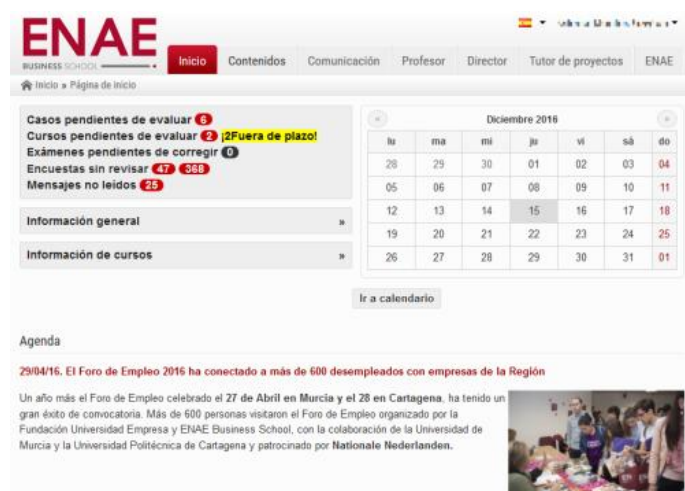 ENAE
BUSINESS SCHOOL
Inicio Contenidos Comunicación Profesor Director Tutor de proyectos ENAE
Inicio » Página de inicio
Casos pendientes de evaluar 6
Cursos pendientes de evaluar 2 ¡2Fuera de plazo!
Exámenes pendientes de corregir 0
Encuestas sin revisar 47 368
Mensajes no leídos 25
Información general »
Información de cursos »
« Diciembre 2016 »
lu ma mi ju vi sá do
28 29 30 01 02 03 04
05 06 07 08 09 10 11
12 13 14 15 16 17 18
19 20 21 22 23 24 25
26 27 28 29 30 31 01
Ir a calendario
Agenda
29/04/16. El Foro de Empleo 2016 ha conectado a más de 600 desempleados con empresas de la Región
Un año más el Foro de Empleo celebrado el 27 de Abril en Murcia y el 28 en Cartagena, ha tenido un
gran éxito de convocatoria. Más de 600 personas visitaron el Foro de Empleo organizado por la
Fundación Universidad Empresa y ENAE Business School, con la colaboración de la Universidad de
Murcia y la Universidad Politécnica de Cartagena y patrocinado por Nationale Nederlanden.